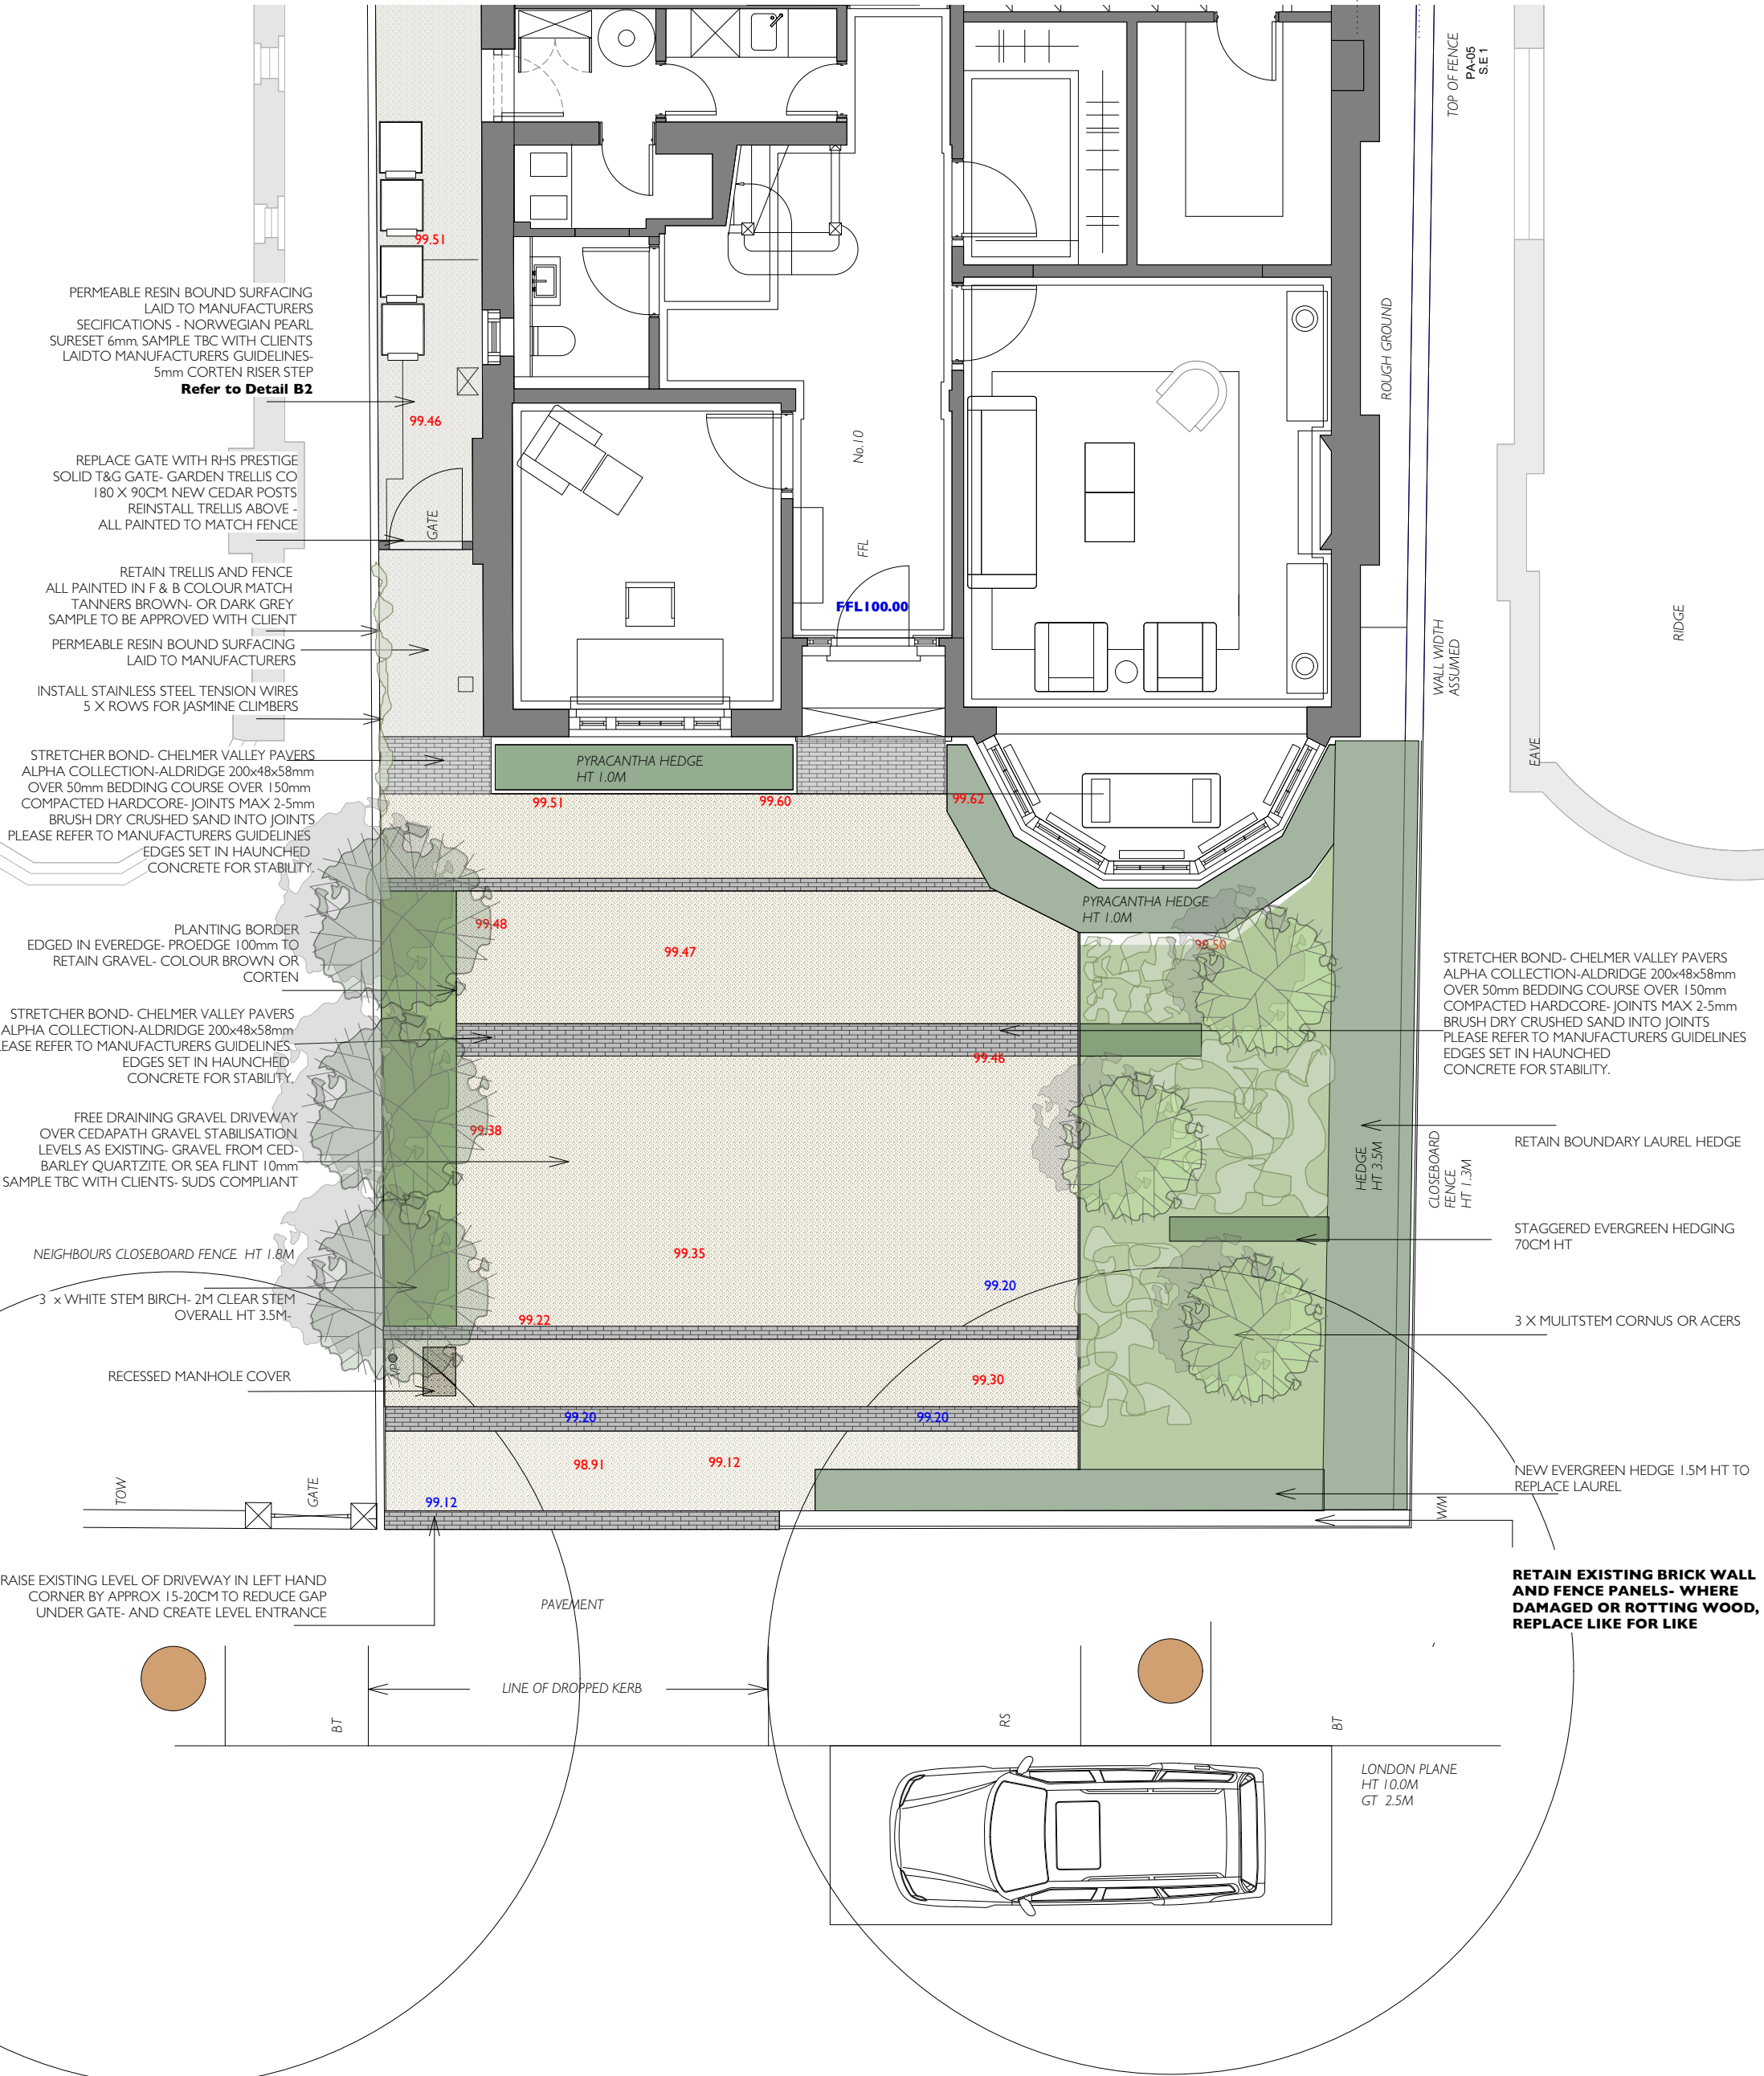 TOP OF FENCE
PA-05
S.E1
99.51
PERMEABLE RESIN BOUND SURFACING
LAID TO MANUFACTURERS
SECIFICATIONS - NORWEGIAN PEARL
SURESET 6mm, SAMPLE TBC WITH CLIENTS
LAIDTO MANUFACTURERS GUIDELINES-
5mm CORTEN RISER STEP
Refer to Detail B2
99.46
ROUGH GROUND
No.10
REPLACE GATE WITH RHS PRESTIGE
SOLID T&G GATE- GARDEN TRELLIS CO
180 X 90CM. NEW CEDAR POSTS
REINSTALL TRELLIS ABOVE -
ALL PAINTED TO MATCH FENCE
GATE
FFL
RETAIN TRELLIS AND FENCE
ALL PAINTED IN F & B COLOUR MATCH
TANNERS BROWN- OR DARK GREY
SAMPLE TO BE APPROVED WITH CLIENT
FFL100.00
RIDGE
WALL WIDTH
ASSUMED
PERMEABLE RESIN BOUND SURFACING
LAID TO MANUFACTURERS
INSTALL STAINLESS STEEL TENSION WIRES
5 X ROWS FOR JASMINE CLIMBERS
EAVE
STRETCHER BOND- CHELMER VALLEY PAVERS
ALPHA COLLECTION-ALDRIDGE 200x48x58mm
OVER 50mm BEDDING COURSE OVER 150mm
COMPACTED HARDCORE- JOINTS MAX 2-5mm
BRUSH DRY CRUSHED SAND INTO JOINTS
PLEASE REFER TO MANUFACTURERS GUIDELINES
EDGES SET IN HAUNCHED
CONCRETE FOR STABILITY.
PYRACANTHA HEDGE
HT 1.0M
99.51
99.60
99.62
PYRACANTHA HEDGE
HT 1.0M
99.48
99.47
99.50
PLANTING BORDER
EDGED IN EVEREDGE- PROEDGE 100mm TO
RETAIN GRAVEL- COLOUR BROWN OR
CORTEN
STRETCHER BOND- CHELMER VALLEY PAVERS
ALPHA COLLECTION-ALDRIDGE 200x48x58mm
OVER 50mm BEDDING COURSE OVER 150mm
COMPACTED HARDCORE- JOINTS MAX 2-5mm
BRUSH DRY CRUSHED SAND INTO JOINTS
PLEASE REFER TO MANUFACTURERS GUIDELINES
EDGES SET IN HAUNCHED
CONCRETE FOR STABILITY.
STRETCHER BOND- CHELMER VALLEY PAVERS
ALPHA COLLECTION-ALDRIDGE 200x48x58mm
EASE REFER TO MANUFACTURERS GUIDELINES
EDGES SET IN HAUNCHED
CONCRETE FOR STABILITY.
99.46
FREE DRAINING GRAVEL DRIVEWAY
OVER CEDAPATH GRAVEL STABILISATION.
LEVELS AS EXISTING- GRAVEL FROM CED-
BARLEY QUARTZITE, OR SEA FLINT 10mm
SAMPLE TBC WITH CLIENTS- SUDS COMPLIANT
99.38
RETAIN BOUNDARY LAUREL HEDGE
HEDGE
HT 3.5M
CLOSEBOARD
FENCE
HT 1.3M
STAGGERED EVERGREEN HEDGING
70CM HT
NEIGHBOURS CLOSEBOARD FENCE HT 1.8M
99.35
99.20
3 x WHITE STEM BIRCH- 2M CLEAR STEM
OVERALL HT 3.5M-
99.22
3 X MULITSTEM CORNUS OR ACERS
VP
RECESSED MANHOLE COVER
99.30
99.20
99.20
98.91
99.12
NEW EVERGREEN HEDGE 1.5M HT TO
REPLACE LAUREL
TOW
GATE
99.12
WM
RAISE EXISTING LEVEL OF DRIVEWAY IN LEFT HAND
CORNER BY APPROX 15-20CM TO REDUCE GAP
UNDER GATE- AND CREATE LEVEL ENTRANCE
PAVEMENT
RETAIN EXISTING BRICK WALL
AND FENCE PANELS- WHERE
DAMAGED OR ROTTING WOOD,
REPLACE LIKE FOR LIKE
LINE OF DROPPED KERB
BT
RS
BT
LONDON PLANE
HT 10.0M
GT 2.5M